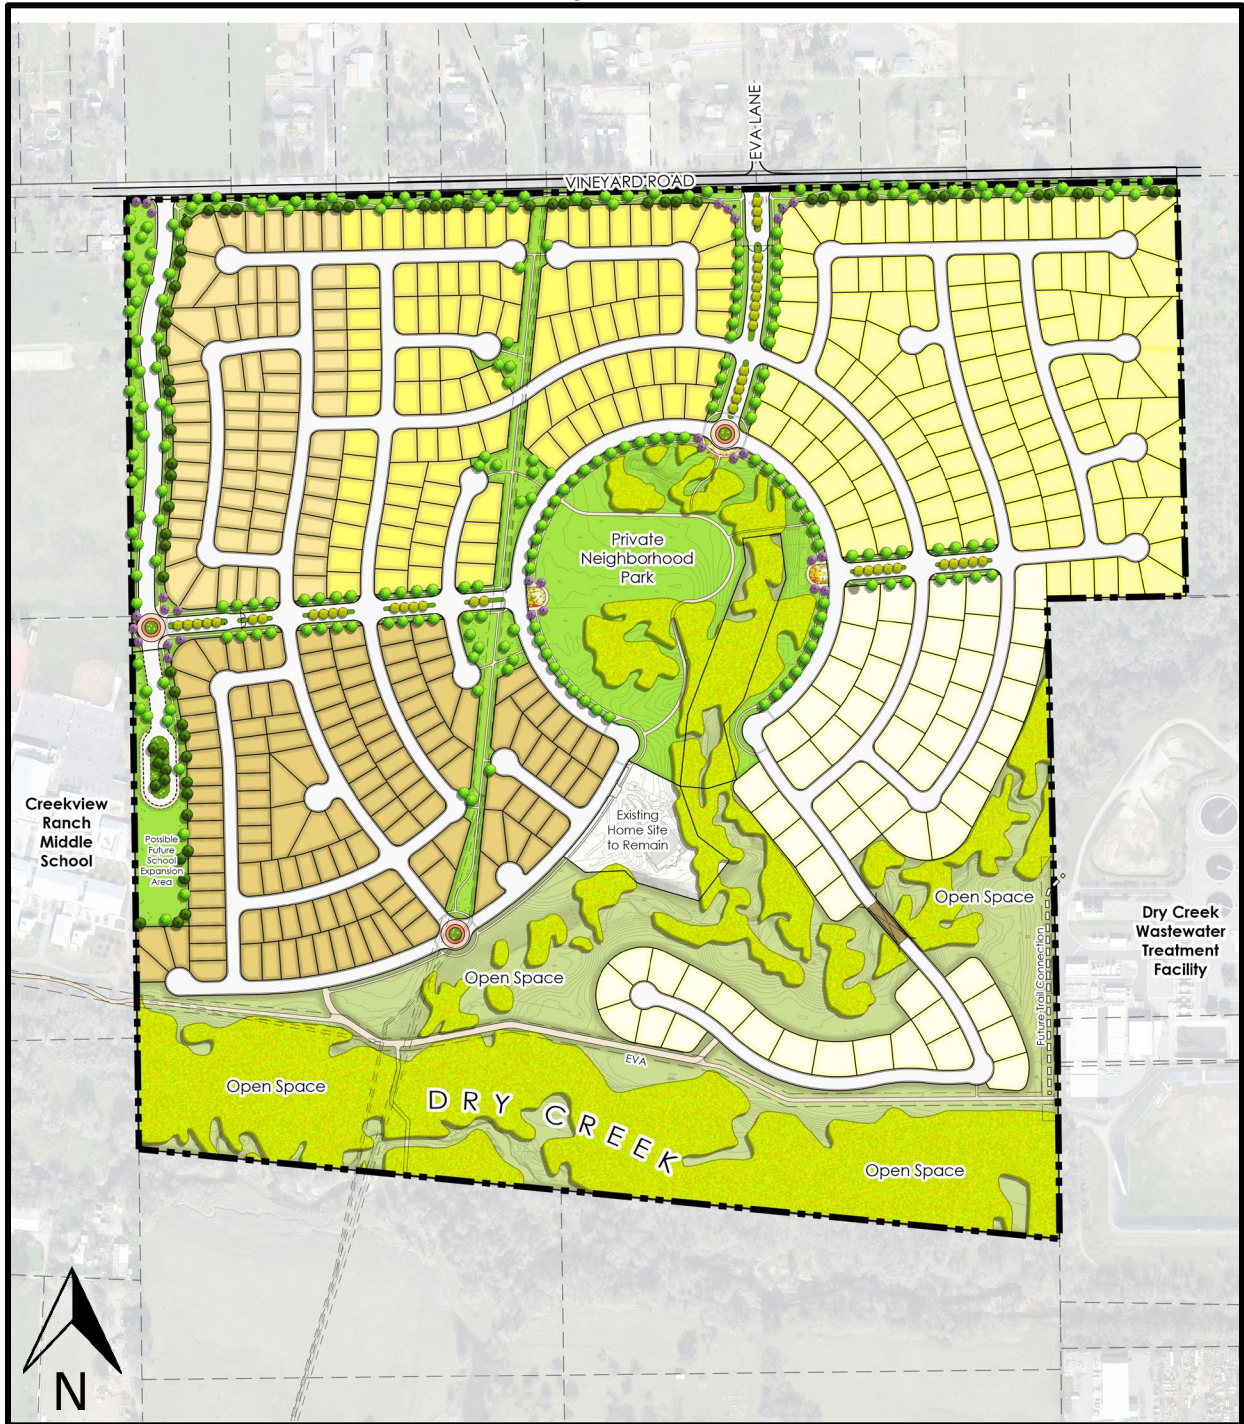 EVA LANE
VINEYARD ROAD
Private
Neighborhood
Park
Existing
Home Site
to Remain
Creekview
Ranch
Middle
School
Possible
Future
School
Expansion
Area
Open Space
Dry Creek
Wastewater
Treatment
Facility
Future Trail Connection
Open Space
EVA
Open Space
DRY CREEK
Open Space
N